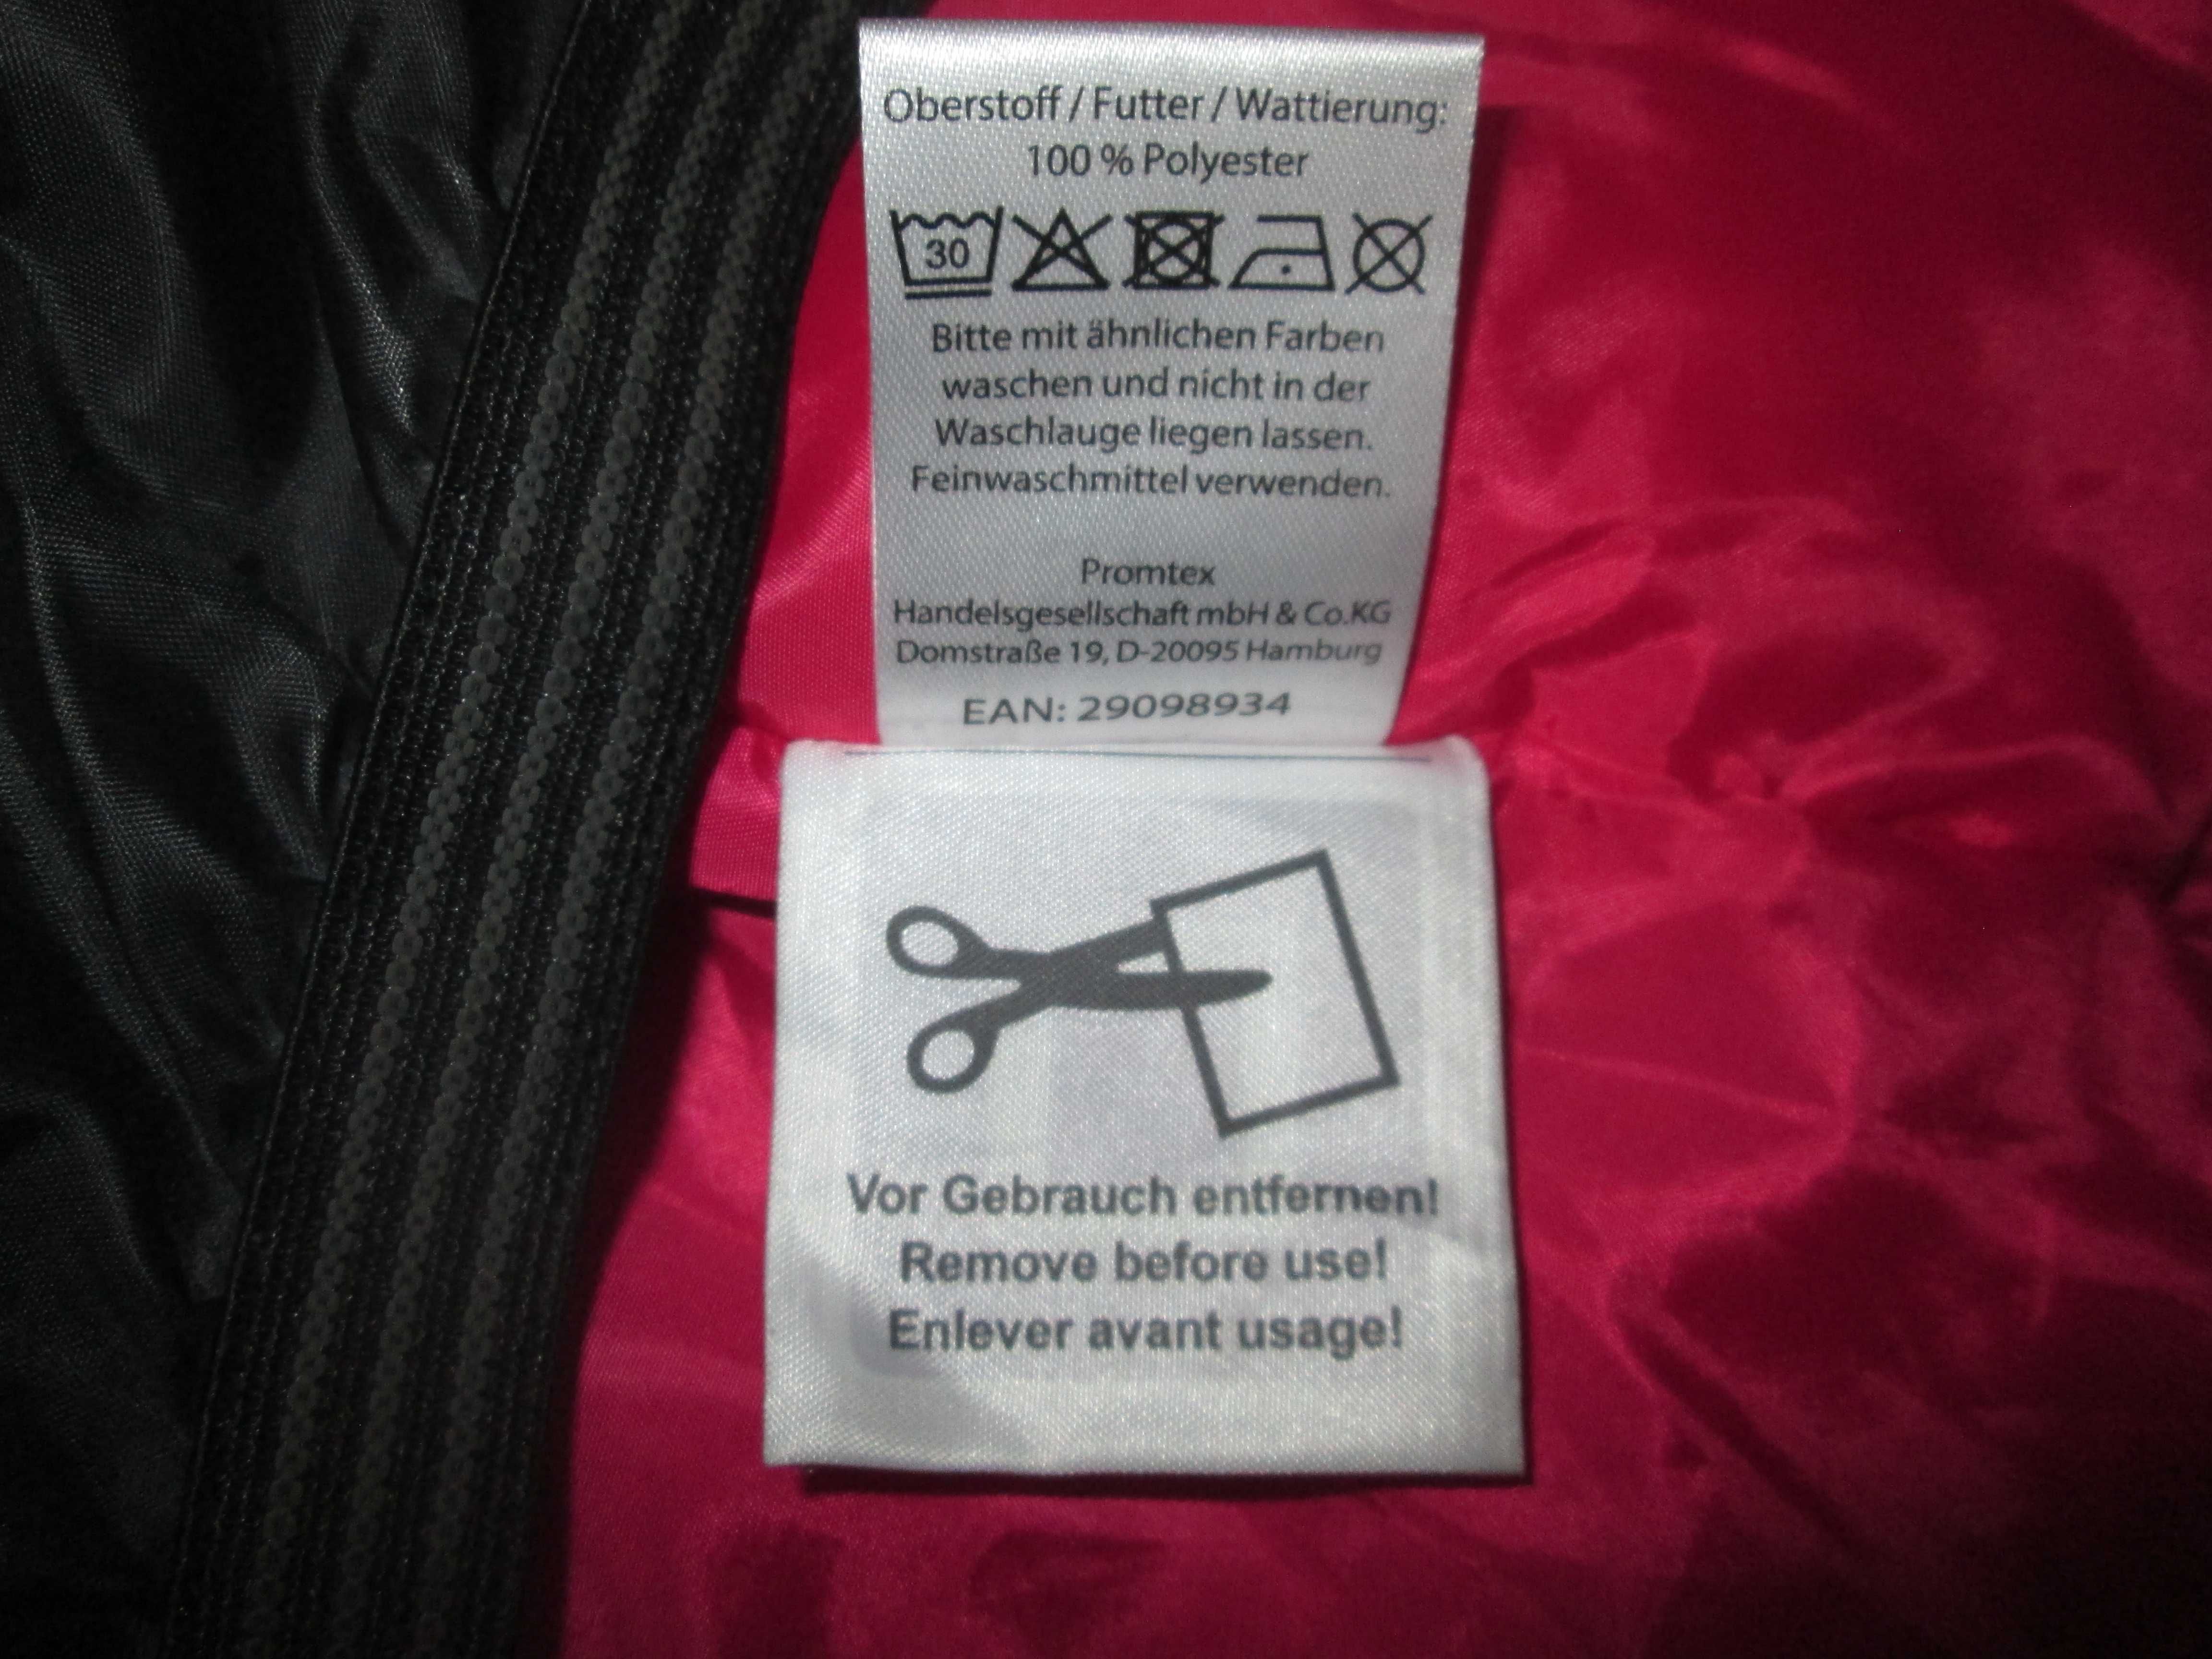 Oberstoff / Futter / Wattierung:
100 % Polyester
30
Bitte mit ähnlichen Farben
waschen und nicht in der
Waschlauge liegen lassen.
Feinwaschmittel verwenden.
Promtex
Handelsgesellschaft mbH & Co.KG
Domstraße 19, D-20095 Hamburg
EAN: 29098934
Vor Gebrauch entfernen!
Remove before use!
Enlever avant usage!